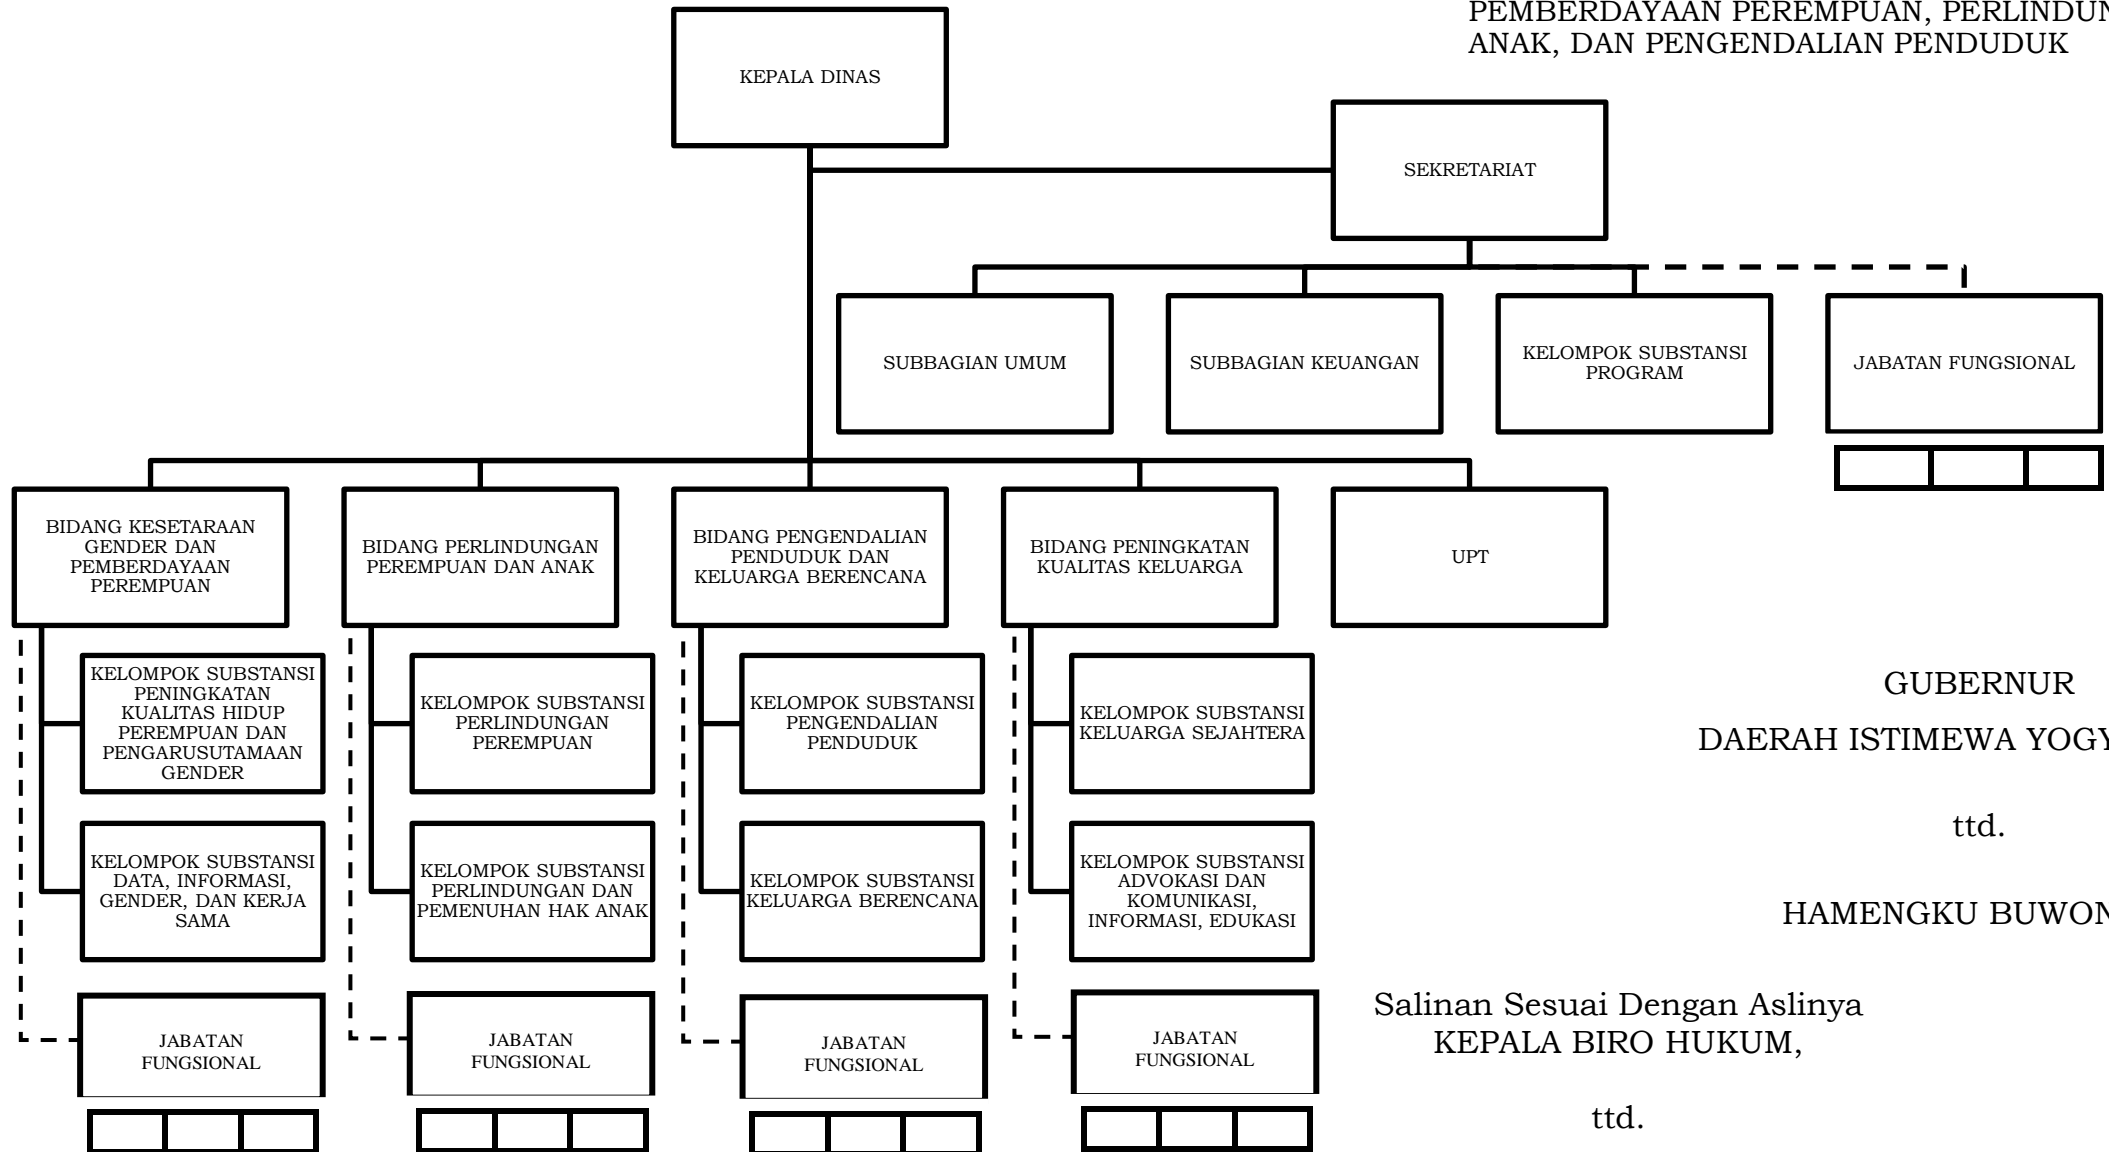 PEMBERDAYAAN PEREMPUAN,
ANAK, DAN PENGENDALIAN PENDUDUK
KEPALA DINAS
SEKRETARIAT
SUBBAGIAN UMUM
SUBBAGIAN KEUANGAN
KELOMPOK SUBSTANSI
PROGRAM
JABATAN FUNGSIONAL
BIDANG KESETARAAN
GENDER DAN
PEMBERDAYAAN
PEREMPUAN
BIDANG PERLINDUNGAN
PEREMPUAN DAN ANAK
BIDANG PENGENDALIAN
PENDUDUK DAN
KELUARGA BERENCANA
BIDANG PENINGKATAN
KUALITAS KELUARGA
UPT
KELOMPOK SUBSTANSI
PENINGKATAN
KUALITAS HIDUP
PEREMPUAN DAN
PENGARUSUTAMAAN
GENDER
KELOMPOK SUBSTANSI
PERLINDUNGAN
PEREMPUAN
KELOMPOK SUBSTANSI
PENGENDALIAN
PENDUDUK
KELOMPOK SUBSTANSI
KELUARGA SEJAHTERA
KELOMPOK SUBSTANSI
DATA, INFORMASI,
GENDER, DAN KERJA
SAMA
KELOMPOK SUBSTANSI
PERLINDUNGAN DAN
PEMENUHAN HAK ANAK
KELOMPOK SUBSTANSI
KELUARGA BERENCANA
KELOMPOK SUBSTANSI
ADVOKASI DAN
KOMUNIKASI,
INFORMASI, EDUKASI
JABATAN
FUNGSIONAL
JABATAN
FUNGSIONAL
JABATAN
FUNGSIONAL
JABATAN
FUNGSIONAL
GUBERNUR
DAERAH ISTIMEWA
ttd.
HAMENGKU
Salinan Sesuai Dengan Aslinya
KEPALA BIRO HUKUM,
ttd.